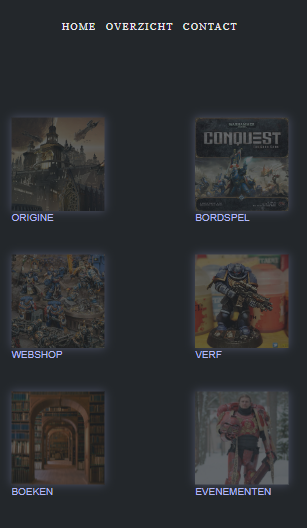 HOME OVERZICHT CONTACT
CONQUEST
ORIGINE BORDSPEL
WEBSHOP VERF
BOEKEN EVENEMENTEN